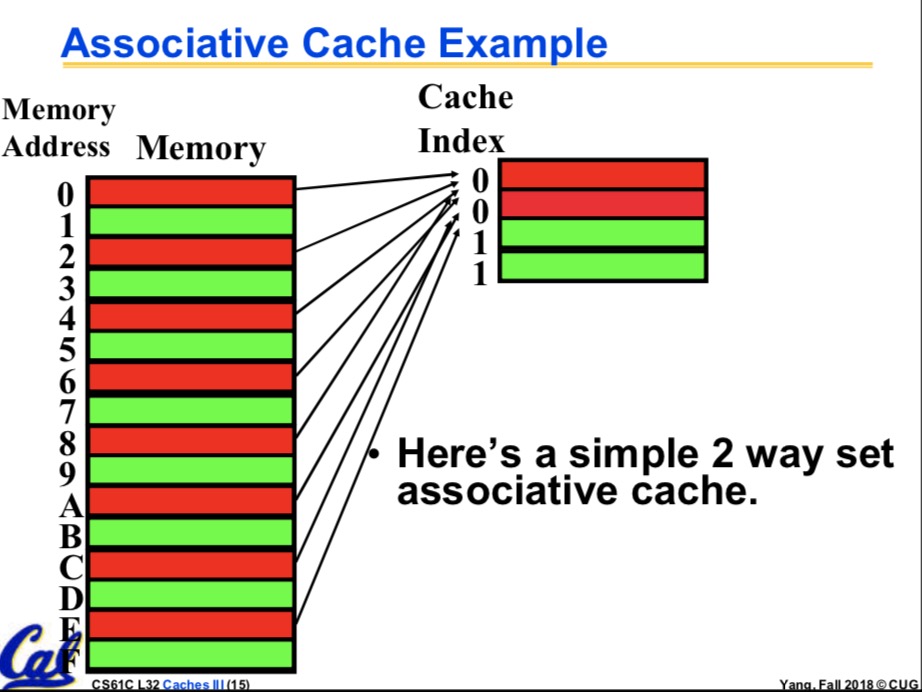 Associative Cache Example
Memory
Address
Memory
Cache
Index
0
1
2
3
4
5
6
7
8
9
A
B
C
D
E
F
0
0
1
1
• Here's a simple 2 way set
associative cache.
Cal
CS61C L32 Caches III (15)
Yang, Fall 2018 © CUG